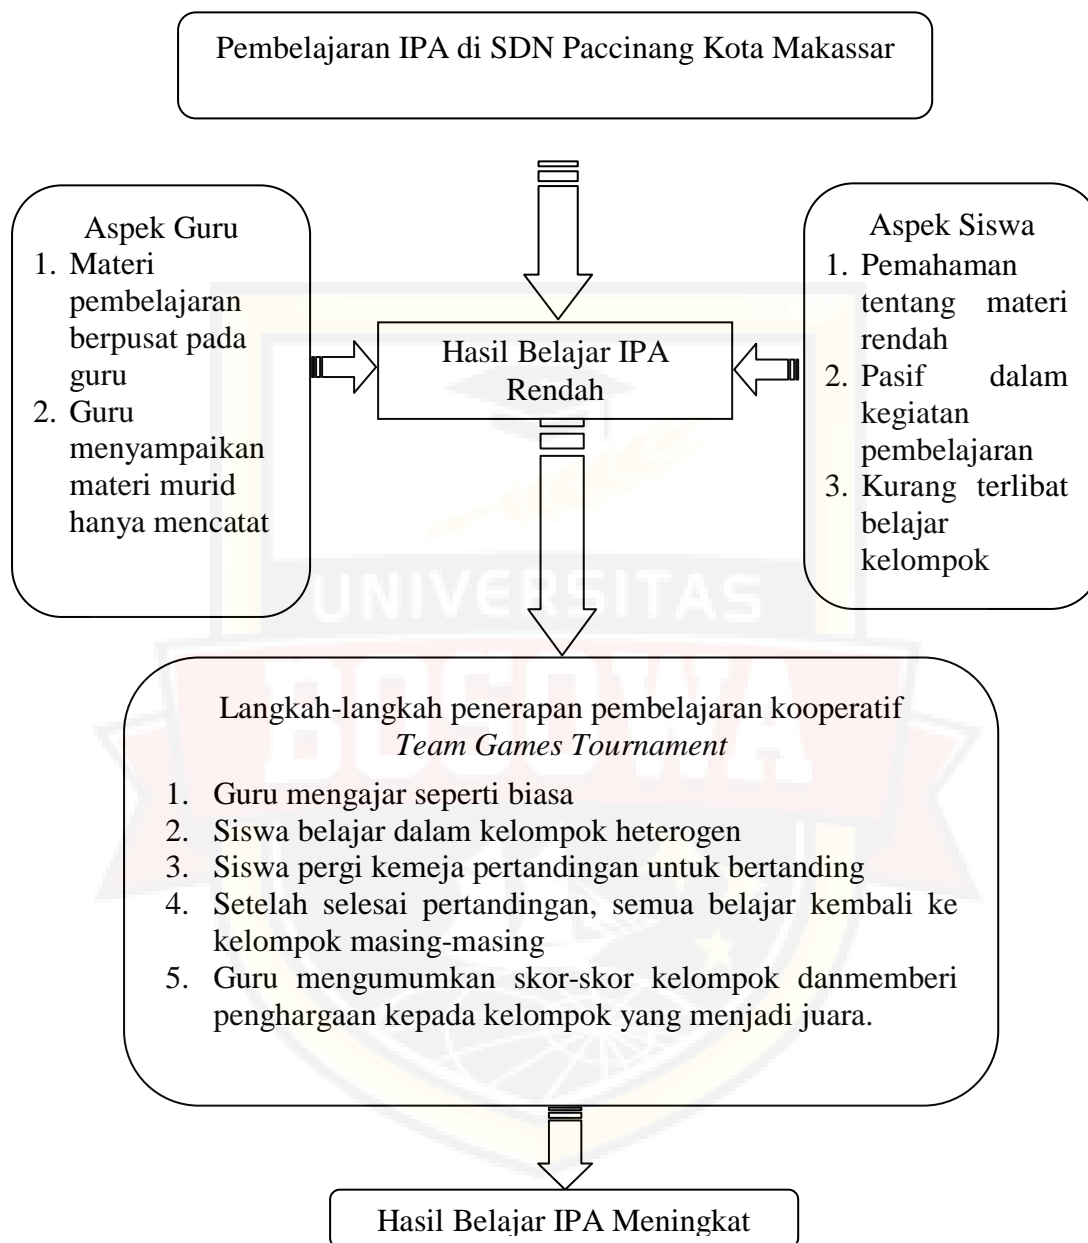 Pembelajaran IPA di SDN Paccinang Kota Makassar
Aspek Guru
1. Materi
pembelajaran
berpusat pada
guru
2. Guru
menyampaikan
materi murid
hanya mencatat
Hasil Belajar IPA
Rendah
Aspek Siswa
1. Pemahaman
tentang materi
rendah
2. Pasif dalam
kegiatan
pembelajaran
3. Kurang terlibat
belajar
kelompok
UNIVERSITAS
BOSOWA
Langkah-langkah penerapan pembelajaran kooperatif
Team Games Tournament
1. Guru mengajar seperti biasa
2. Siswa belajar dalam kelompok heterogen
3. Siswa pergi kemeja pertandingan untuk bertanding
4. Setelah selesai pertandingan, semua belajar kembali ke
kelompok masing-masing
5. Guru mengumumkan skor-skor kelompok danmemberi
penghargaan kepada kelompok yang menjadi juara.
Hasil Belajar IPA Meningkat